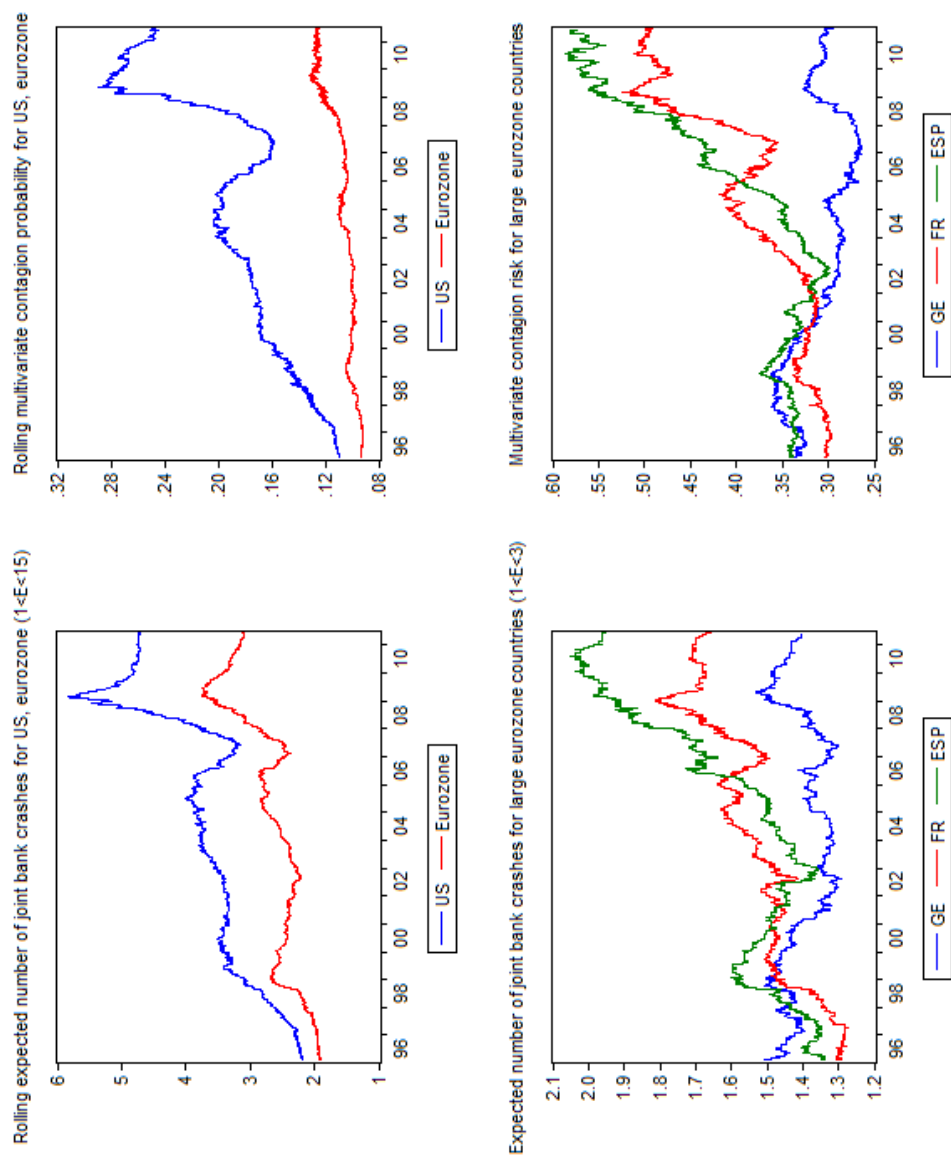 Rolling expected number of joint bank crashes for US, eurozone (1<E<15)
6
5
4
3
2
1
96 98 00 02 04 06 08 10
US Eurozone
Rolling multivariate contagion probability for US, eurozone
.32
.28
.24
.20
.16
.12
.08
96 98 00 02 04 06 08 10
US Eurozone
Expected number of joint bank crashes for large eurozone countries (1<E<3)
2.1
2.0
1.9
1.8
1.7
1.6
1.5
1.4
1.3
1.2
96 98 00 02 04 06 08 10
GE FR ESP
Multivariate contagion risk for large eurozone countries
.60
.55
.50
.45
.40
.35
.30
.25
96 98 00 02 04 06 08 10
GE FR ESP